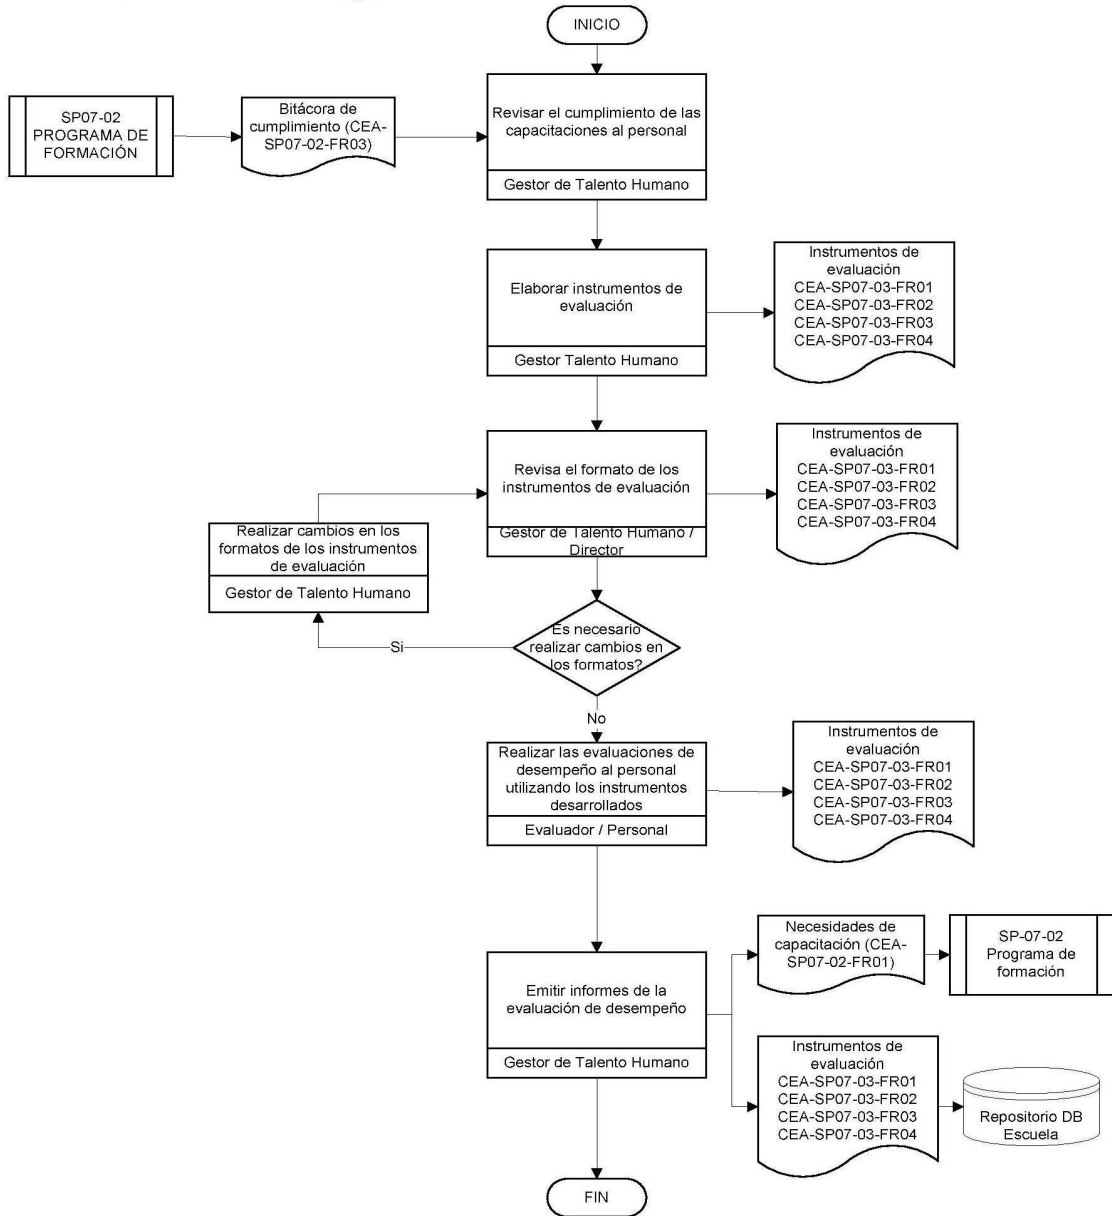 INICIO
SP07-02
PROGRAMA DE
FORMACIÓN
Bitácora de
cumplimiento (CEA-
SP07-02-FR03)
Revisar el cumplimiento de las
capacitaciones al personal
Gestor de Talento Humano
Elaborar instrumentos de
evaluación
Gestor Talento Humano
Instrumentos de
evaluación
CEA-SP07-03-FR01
CEA-SP07-03-FR02
CEA-SP07-03-FR03
CEA-SP07-03-FR04
Revisa el formato de los
instrumentos de evaluación
Gestor de Talento Humano /
Director
Instrumentos de
evaluación
CEA-SP07-03-FR01
CEA-SP07-03-FR02
CEA-SP07-03-FR03
CEA-SP07-03-FR04
Realizar cambios en los
formatos de los instrumentos
de evaluación
Gestor de Talento Humano
Es necesario
realizar cambios en
los formatos?
Si
No
Realizar las evaluaciones de
desempeño al personal
utilizando los instrumentos
desarrollados
Evaluador / Personal
Instrumentos de
evaluación
CEA-SP07-03-FR01
CEA-SP07-03-FR02
CEA-SP07-03-FR03
CEA-SP07-03-FR04
Emitir informes de la
evaluación de desempeño
Gestor de Talento Humano
Necesidades de
capacitación (CEA-
SP07-02-FR01)
SP-07-02
Programa de
formación
Instrumentos de
evaluación
CEA-SP07-03-FR01
CEA-SP07-03-FR02
CEA-SP07-03-FR03
CEA-SP07-03-FR04
Repositorio DB
Escuela
FIN